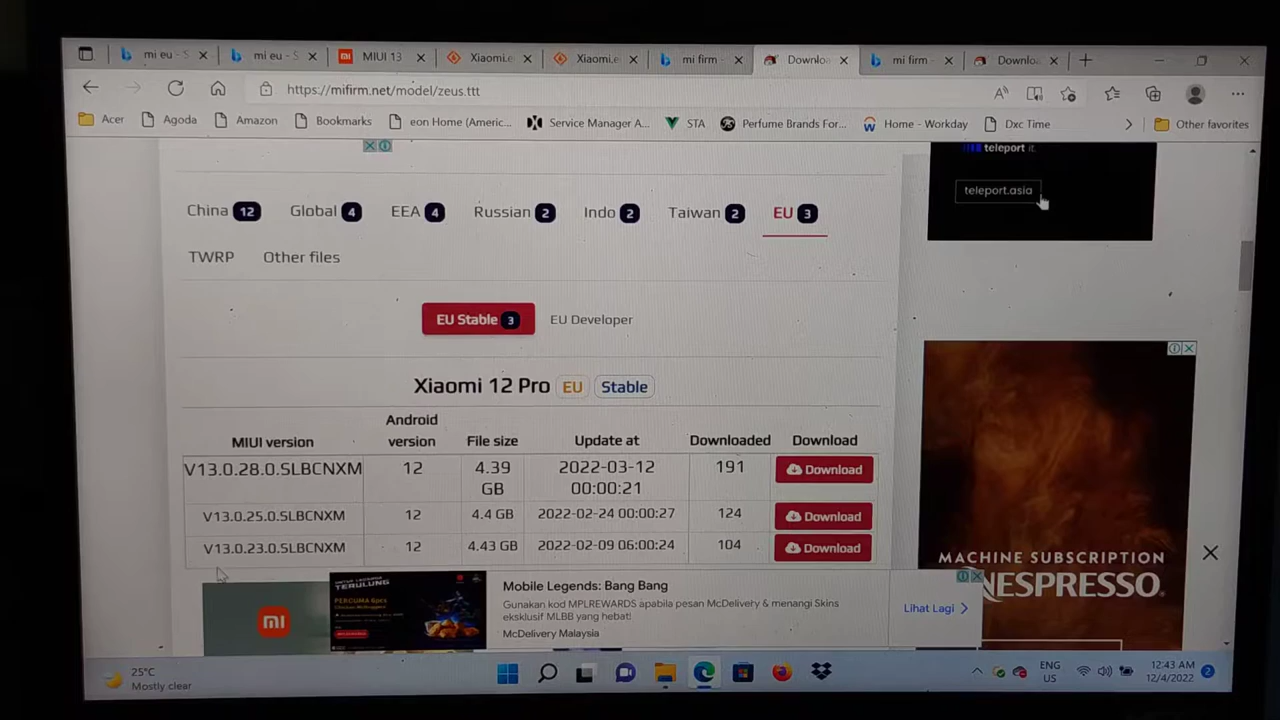 mi eu - S
mi eu - S
MIUI 13
Xiaomi.e
Xiaomi.e
mi firm -
Downloa
mi firm -
Downlo
https://mifirm.net/model/zeus.ttt
Acer
Agoda
Amazon
Bookmarks
eon Home (Americ...
Service Manager A...
STA
Perfume Brands For...
Home - Workday
Dxc Time
Other favorites
teleport it.
teleport.asia
China 12
Global 4
EEA 4
Russian 2
Indo 2
Taiwan 2
EU 3
TWRP
Other files
EU Stable 3
EU Developer
Xiaomi 12 Pro EU Stable
MIUI version
Android
version
File size
Update at
Downloaded
Download
V13.0.28.0.SLBCNXM
12
4.39
GB
2022-03-12
00:00:21
191
Download
V13.0.25.0.SLBCNXM
12
4.4 GB
2022-02-24 00:00:27
124
Download
V13.0.23.0.SLBCNXM
12
4.43 GB
2022-02-09 06:00:24
104
Download
MACHINE SUBSCRIPTION
NESPRESSO
mi
TERULUNG
PERCUMA 6pcs
Mobile Legends: Bang Bang
Gunakan kod MPLREWARDS apabila pesan McDelivery & menangi Skins
eksklusif MLBB yang hebat!
McDelivery Malaysia
Lihat Lagi
25°C
Mostly clear
ENG
US
12:43 AM
12/4/2022
2